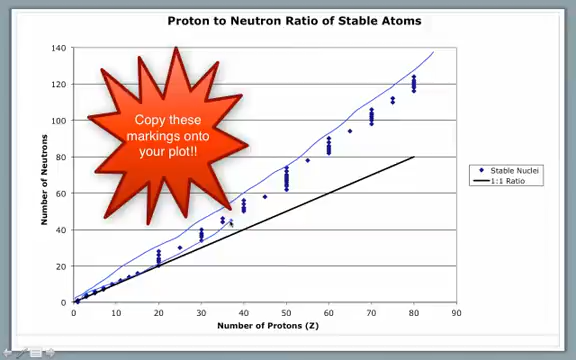 Proton to Neutron Ratio of Stable Atoms
140
120
100
80
60
40
20
0
Number of Neutrons
Copy these
markings onto
your plot!!
Stable Nuclei
1:1 Ratio
0 10 20 30 40 50 60 70 80 90
Number of Protons (Z)